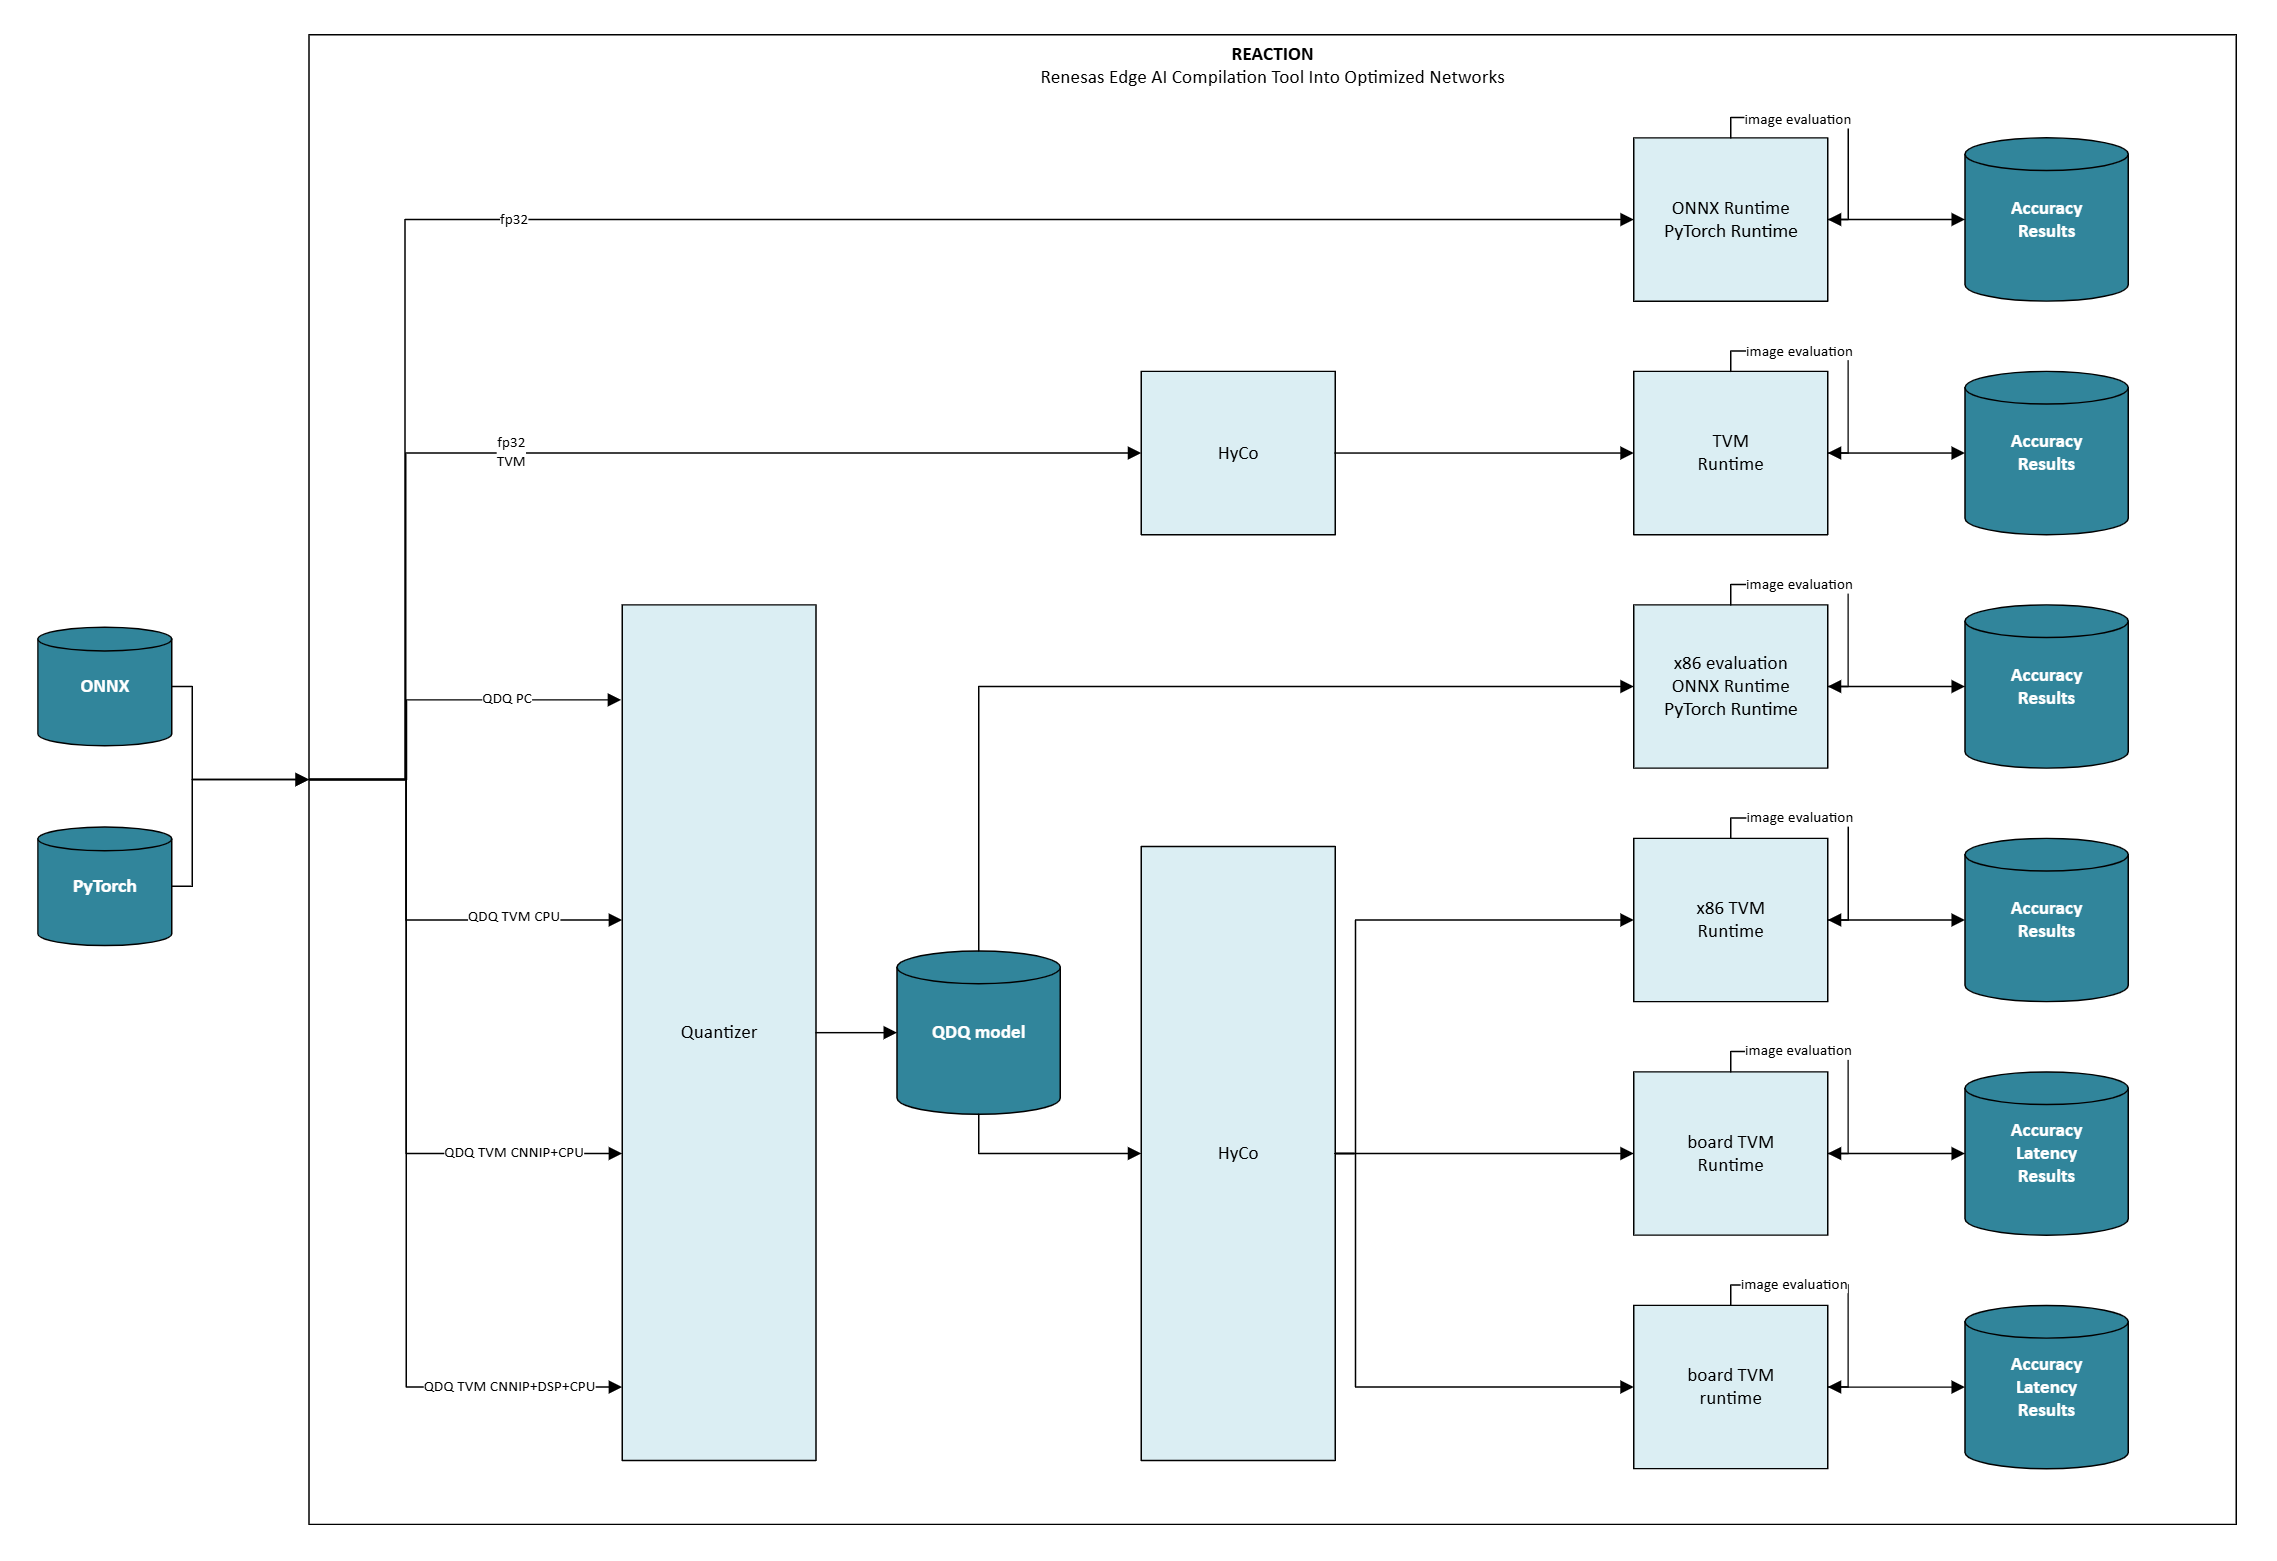 REACTION
Renesas Edge AI Compilation Tool Into Optimized Networks
image evaluation
fp32
ONNX Runtime
PyTorch Runtime
Accuracy
Results
image evaluation
fp32
TVM
HyCo
TVM
Runtime
Accuracy
Results
image evaluation
ONNX
QDQ PC
x86 evaluation
ONNX Runtime
PyTorch Runtime
Accuracy
Results
image evaluation
PyTorch
QDQ TVM CPU
x86 TVM
Runtime
Accuracy
Results
Quantizer
QDQ model
image evaluation
QDQ TVM CNNIP+CPU
HyCo
board TVM
Runtime
Accuracy
Latency
Results
image evaluation
QDQ TVM CNNIP+DSP+CPU
board TVM
runtime
Accuracy
Latency
Results